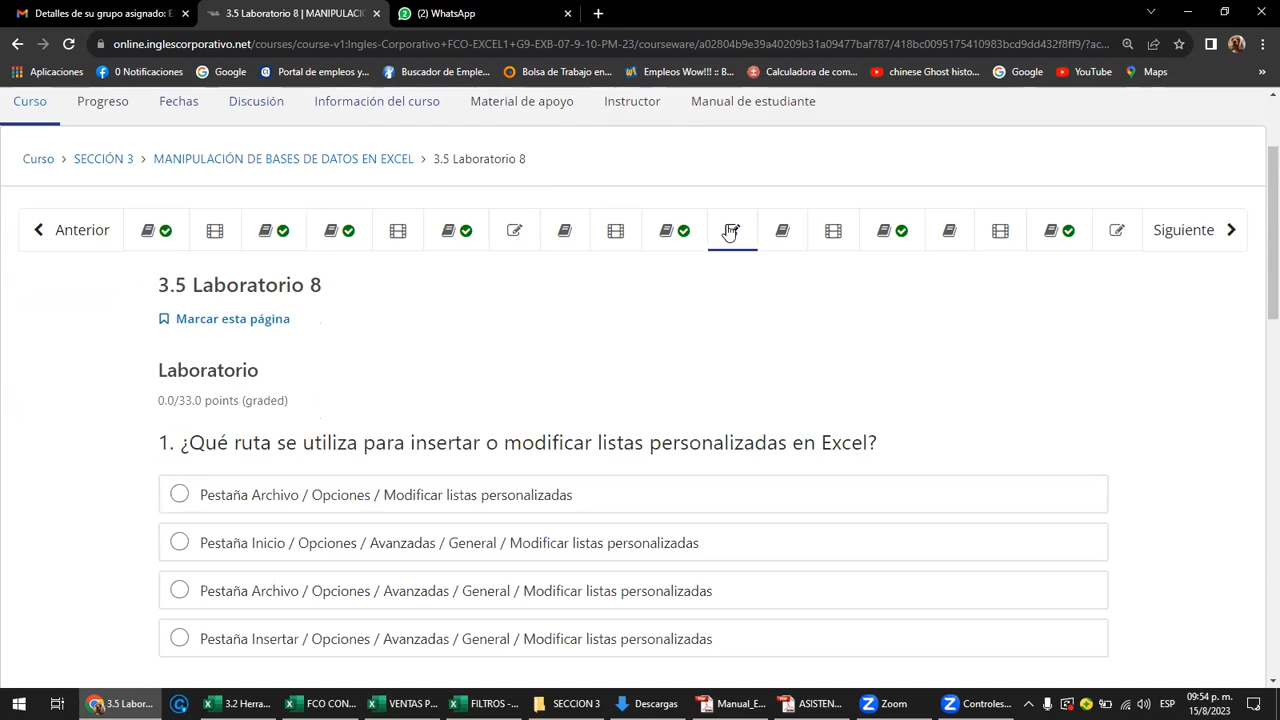 Detalles de su grupo asignado: E
3.5 Laboratorio 8 | MANIPULACIÓ
(2) WhatsApp
online.inglescorporativo.net/courses/course-v1:Ingles-Corporativo+FCO-EXCEL1+G9-EXB-07-9-10-PM-23/courseware/a02804b9e39a40209b31a09477baf787/418bc0095175410983bcd9dd432f8ff9/?ac...
Aplicaciones
0 Notificaciones
Google
Portal de empleos y...
Buscador de Emple...
Bolsa de Trabajo en...
Empleos Wow!!! :: B...
Calculadora de com...
chinese Ghost histo...
Google
YouTube
Maps
Curso
Progreso
Fechas
Discusión
Información del curso
Material de apoyo
Instructor
Manual de estudiante
Curso > SECCIÓN 3 > MANIPULACIÓN DE BASES DE DATOS EN EXCEL > 3.5 Laboratorio 8
Anterior
Siguiente
3.5 Laboratorio 8
Marcar esta página
Laboratorio
0.0/33.0 points (graded)
1. ¿Qué ruta se utiliza para insertar o modificar listas personalizadas en Excel?
Pestaña Archivo / Opciones / Modificar listas personalizadas
Pestaña Inicio / Opciones / Avanzadas / General / Modificar listas personalizadas
Pestaña Archivo / Opciones / Avanzadas / General / Modificar listas personalizadas
Pestaña Insertar / Opciones / Avanzadas / General / Modificar listas personalizadas
3.5 Labor...
3.2 Herra...
FCO CON...
VENTAS P...
FILTROS -...
SECCION 3
Descargas
Manual_E...
ASISTEN...
Zoom
Controles...
ESP
09:54 p. m.
15/8/2023